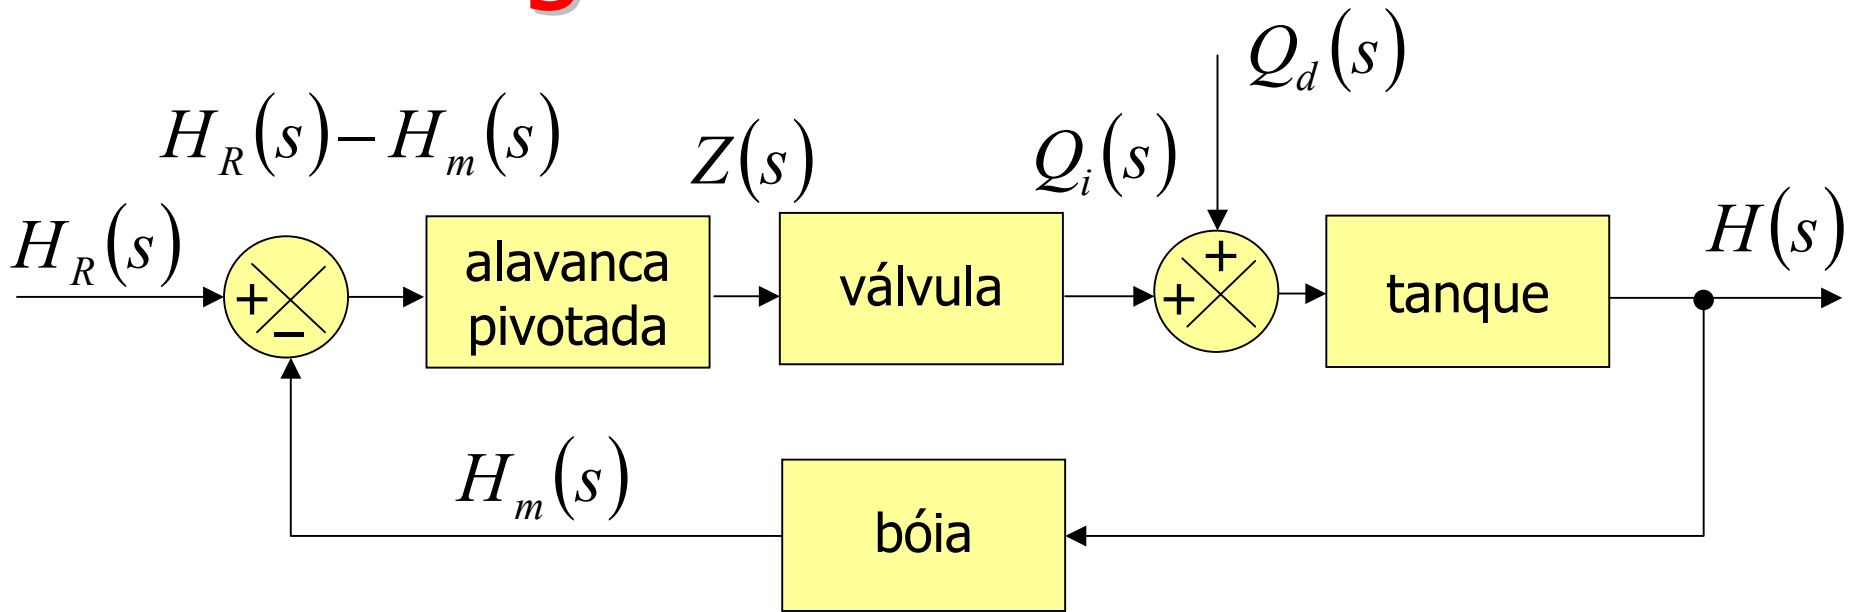 Q_d(s)
H_R(s) − H_m(s)
Z(s)
Q_i(s)
H_R(s)
H(s)
+
−
alavanca
pivotada
válvula
+
+
tanque
H_m(s)
bóia